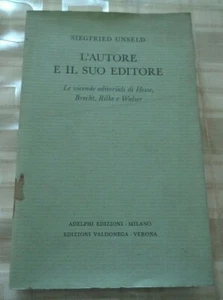 SIEGFRIED UNSELD
L'AUTORE
E IL SUO EDITORE
Le vicende editoriali di Hesse,
Brecht, Rilke e Walser
ADELPHI EDIZIONI · MILANO
EDIZIONI VALDONEGA · VERONA